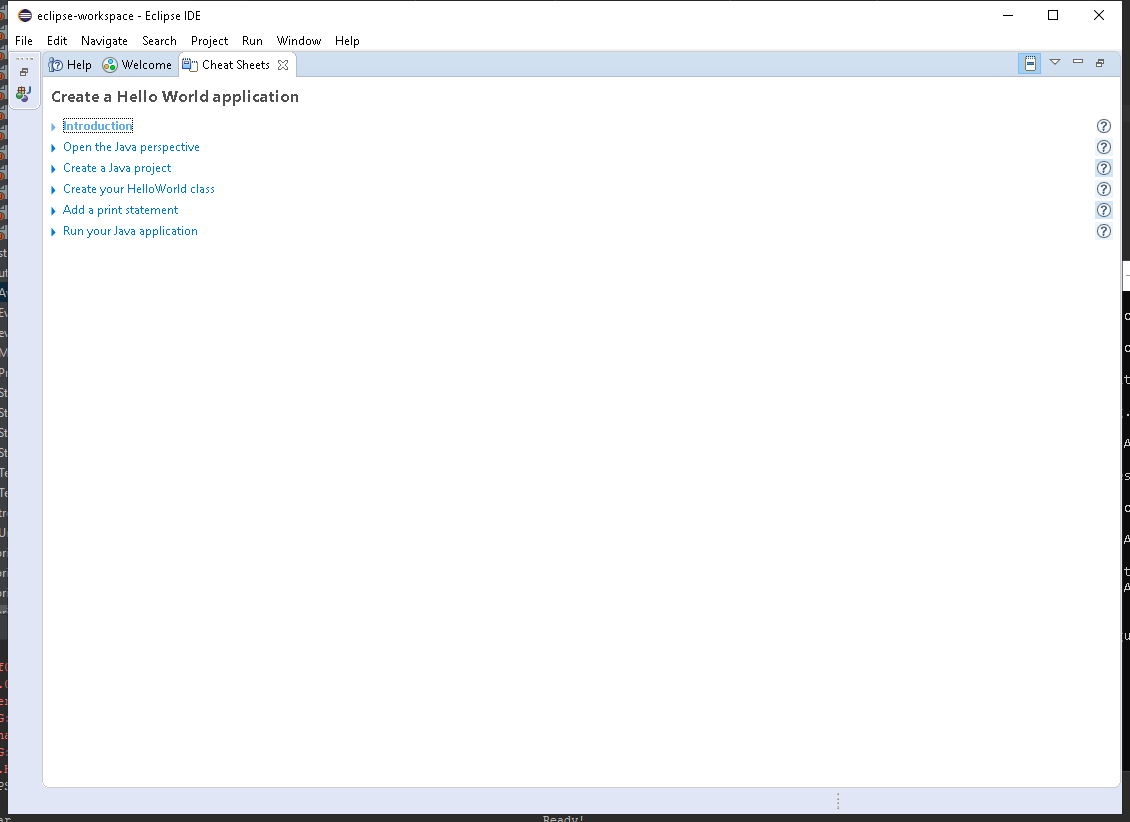 eclipse-workspace - Eclipse IDE
File Edit Navigate Search Project Run Window Help
Help Welcome Cheat Sheets
Create a Hello World application
Introduction
Open the Java perspective
Create a Java project
Create your HelloWorld class
Add a print statement
Run your Java application
Ready!